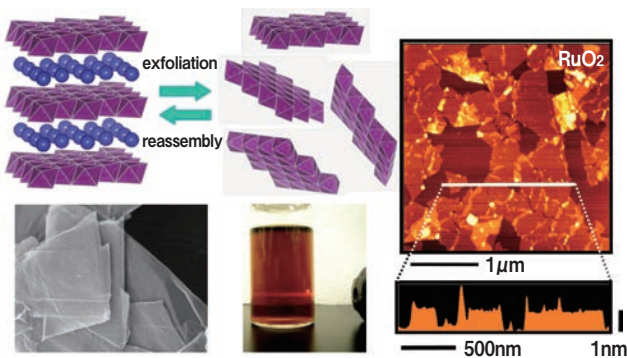 exfoliation
reassembly
RuO2
1μm
500nm
1nm